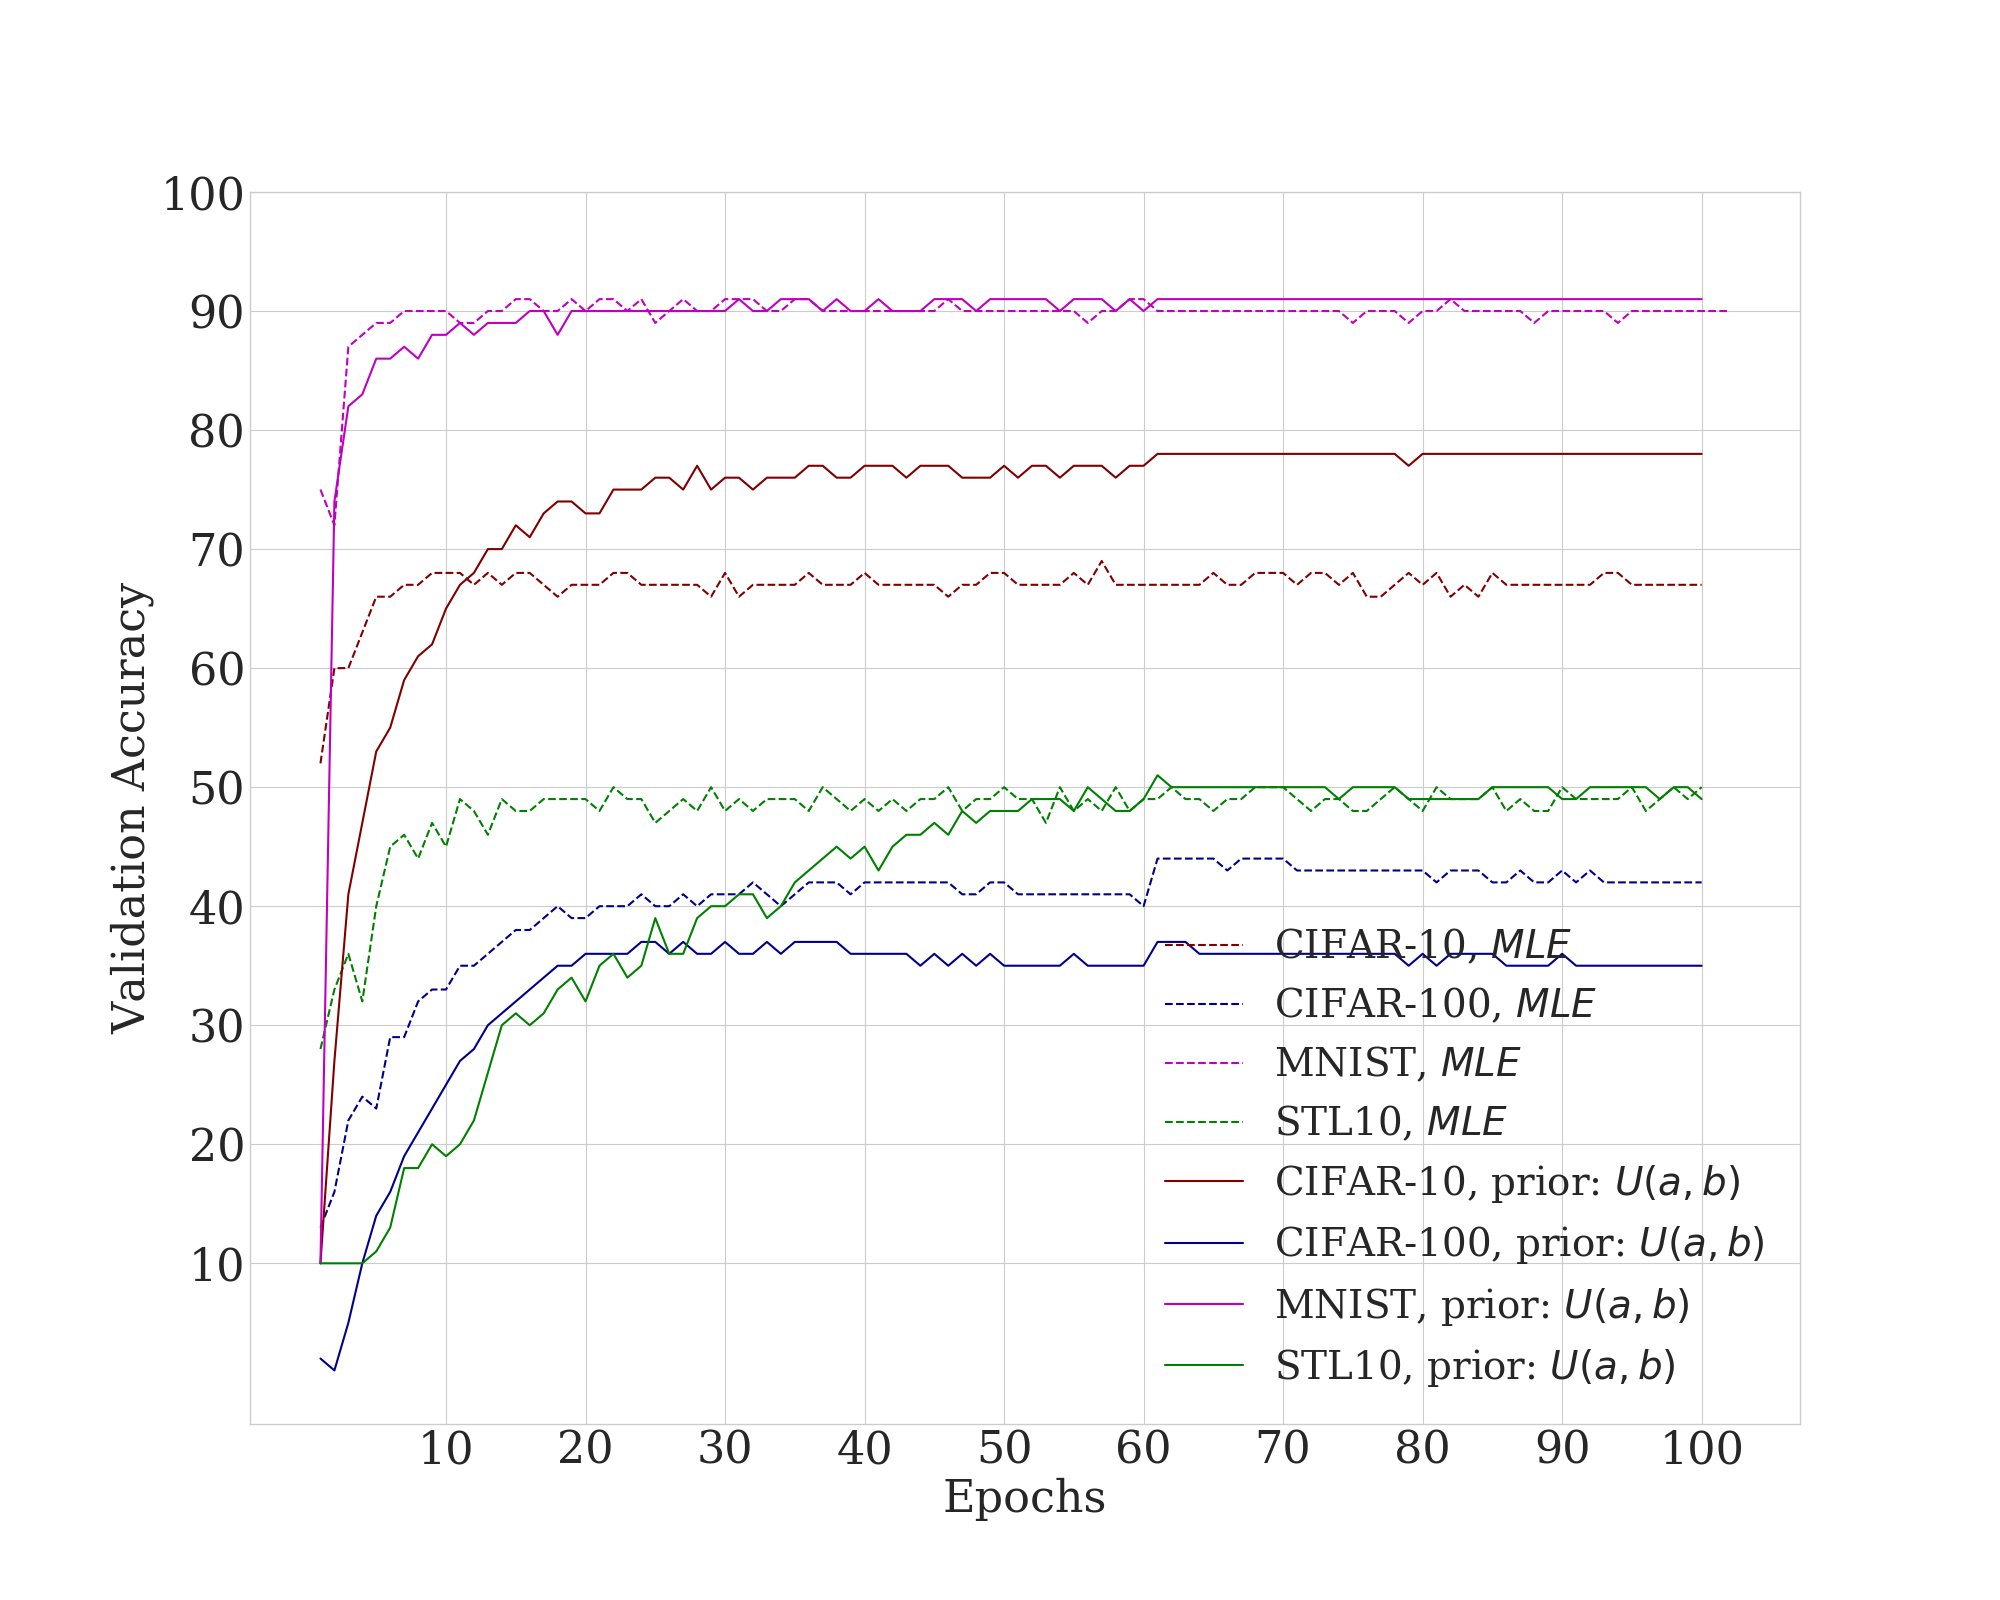 100
90
80
70
60
50
40
30
20
10
Validation Accuracy
CIFAR-10, MLE
CIFAR-100, MLE
MNIST, MLE
STL10, MLE
CIFAR-10, prior: U(a, b)
CIFAR-100, prior: U(a, b)
MNIST, prior: U(a, b)
STL10, prior: U(a, b)
10 20 30 40 50 60 70 80 90 100
Epochs